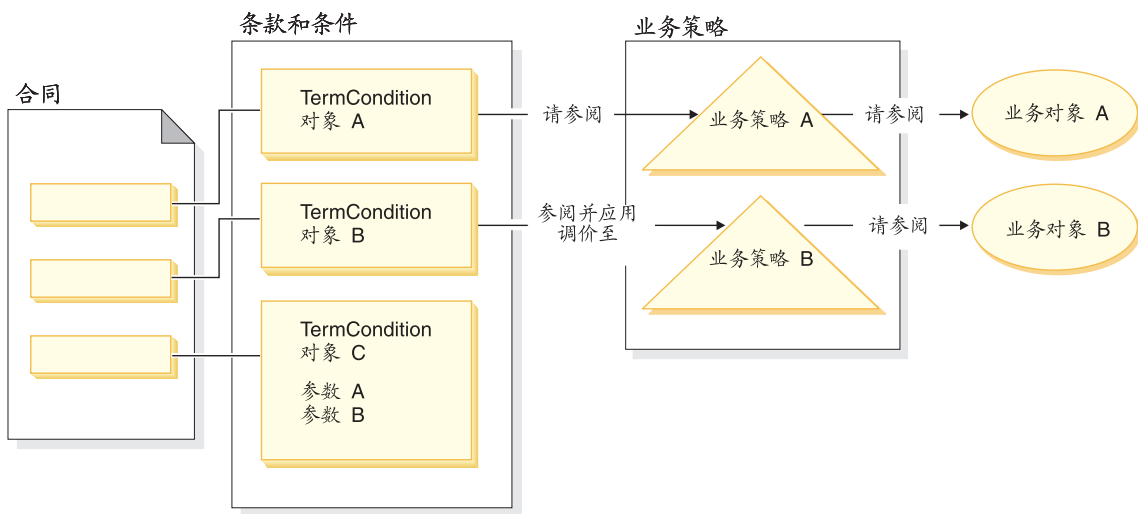 条款和条件
业务策略
合同
TermCondition
对象 A
请参阅
业务策略 A
请参阅
业务对象 A
TermCondition
对象 B
参阅并应用
调价至
业务策略 B
请参阅
业务对象 B
TermCondition
对象 C
参数 A
参数 B